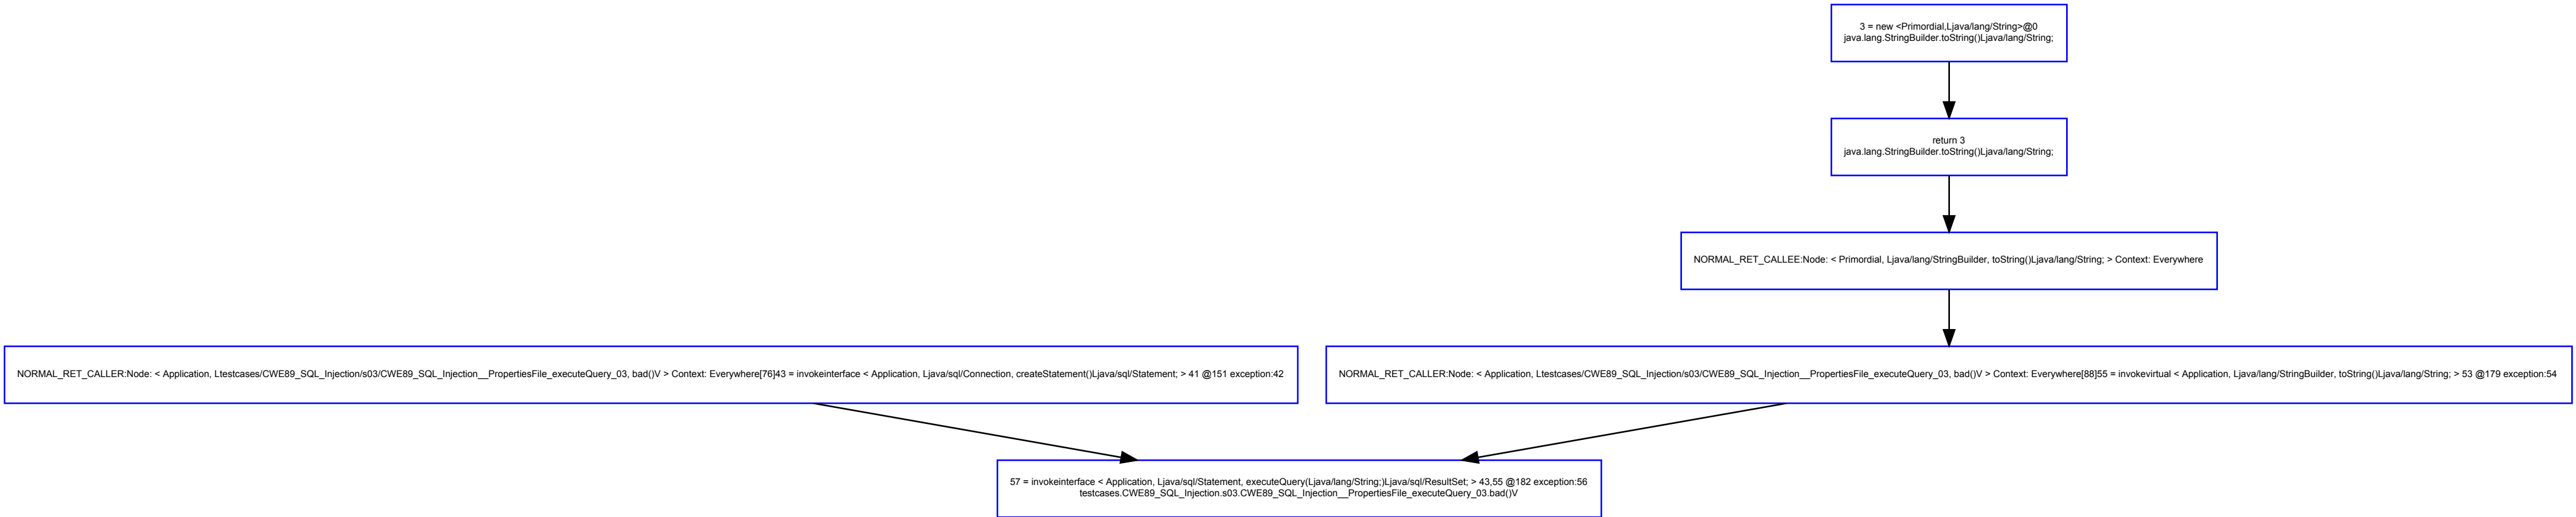 3 = new <Primordial,Ljava/lang/String>@0
java.lang.StringBuilder.toString()Ljava/lang/String;
return 3
java.lang.StringBuilder.toString()Ljava/lang/String;
NORMAL_RET_CALLEE:Node: < Primordial, Ljava/lang/StringBuilder, toString()Ljava/lang/String; > Context: Everywhere
NORMAL_RET_CALLER:Node: < Application, Ltestcases/CWE89_SQL_Injection/s03/CWE89_SQL_Injection__PropertiesFile_executeQuery_03, bad()V > Context: Everywhere[76]43 = invokeinterface < Application, Ljava/sql/Connection, createStatement()Ljava/sql/Statement; > 41 @151 exception:42
NORMAL_RET_CALLER:Node: < Application, Ltestcases/CWE89_SQL_Injection/s03/CWE89_SQL_Injection__PropertiesFile_executeQuery_03, bad()V > Context: Everywhere[88]55 = invokevirtual < Application, Ljava/lang/StringBuilder, toString()Ljava/lang/String; > 53 @179 exception:54
57 = invokeinterface < Application, Ljava/sql/Statement, executeQuery(Ljava/lang/String;)Ljava/sql/ResultSet; > 43,55 @182 exception:56
testcases.CWE89_SQL_Injection.s03.CWE89_SQL_Injection__PropertiesFile_executeQuery_03.bad()V